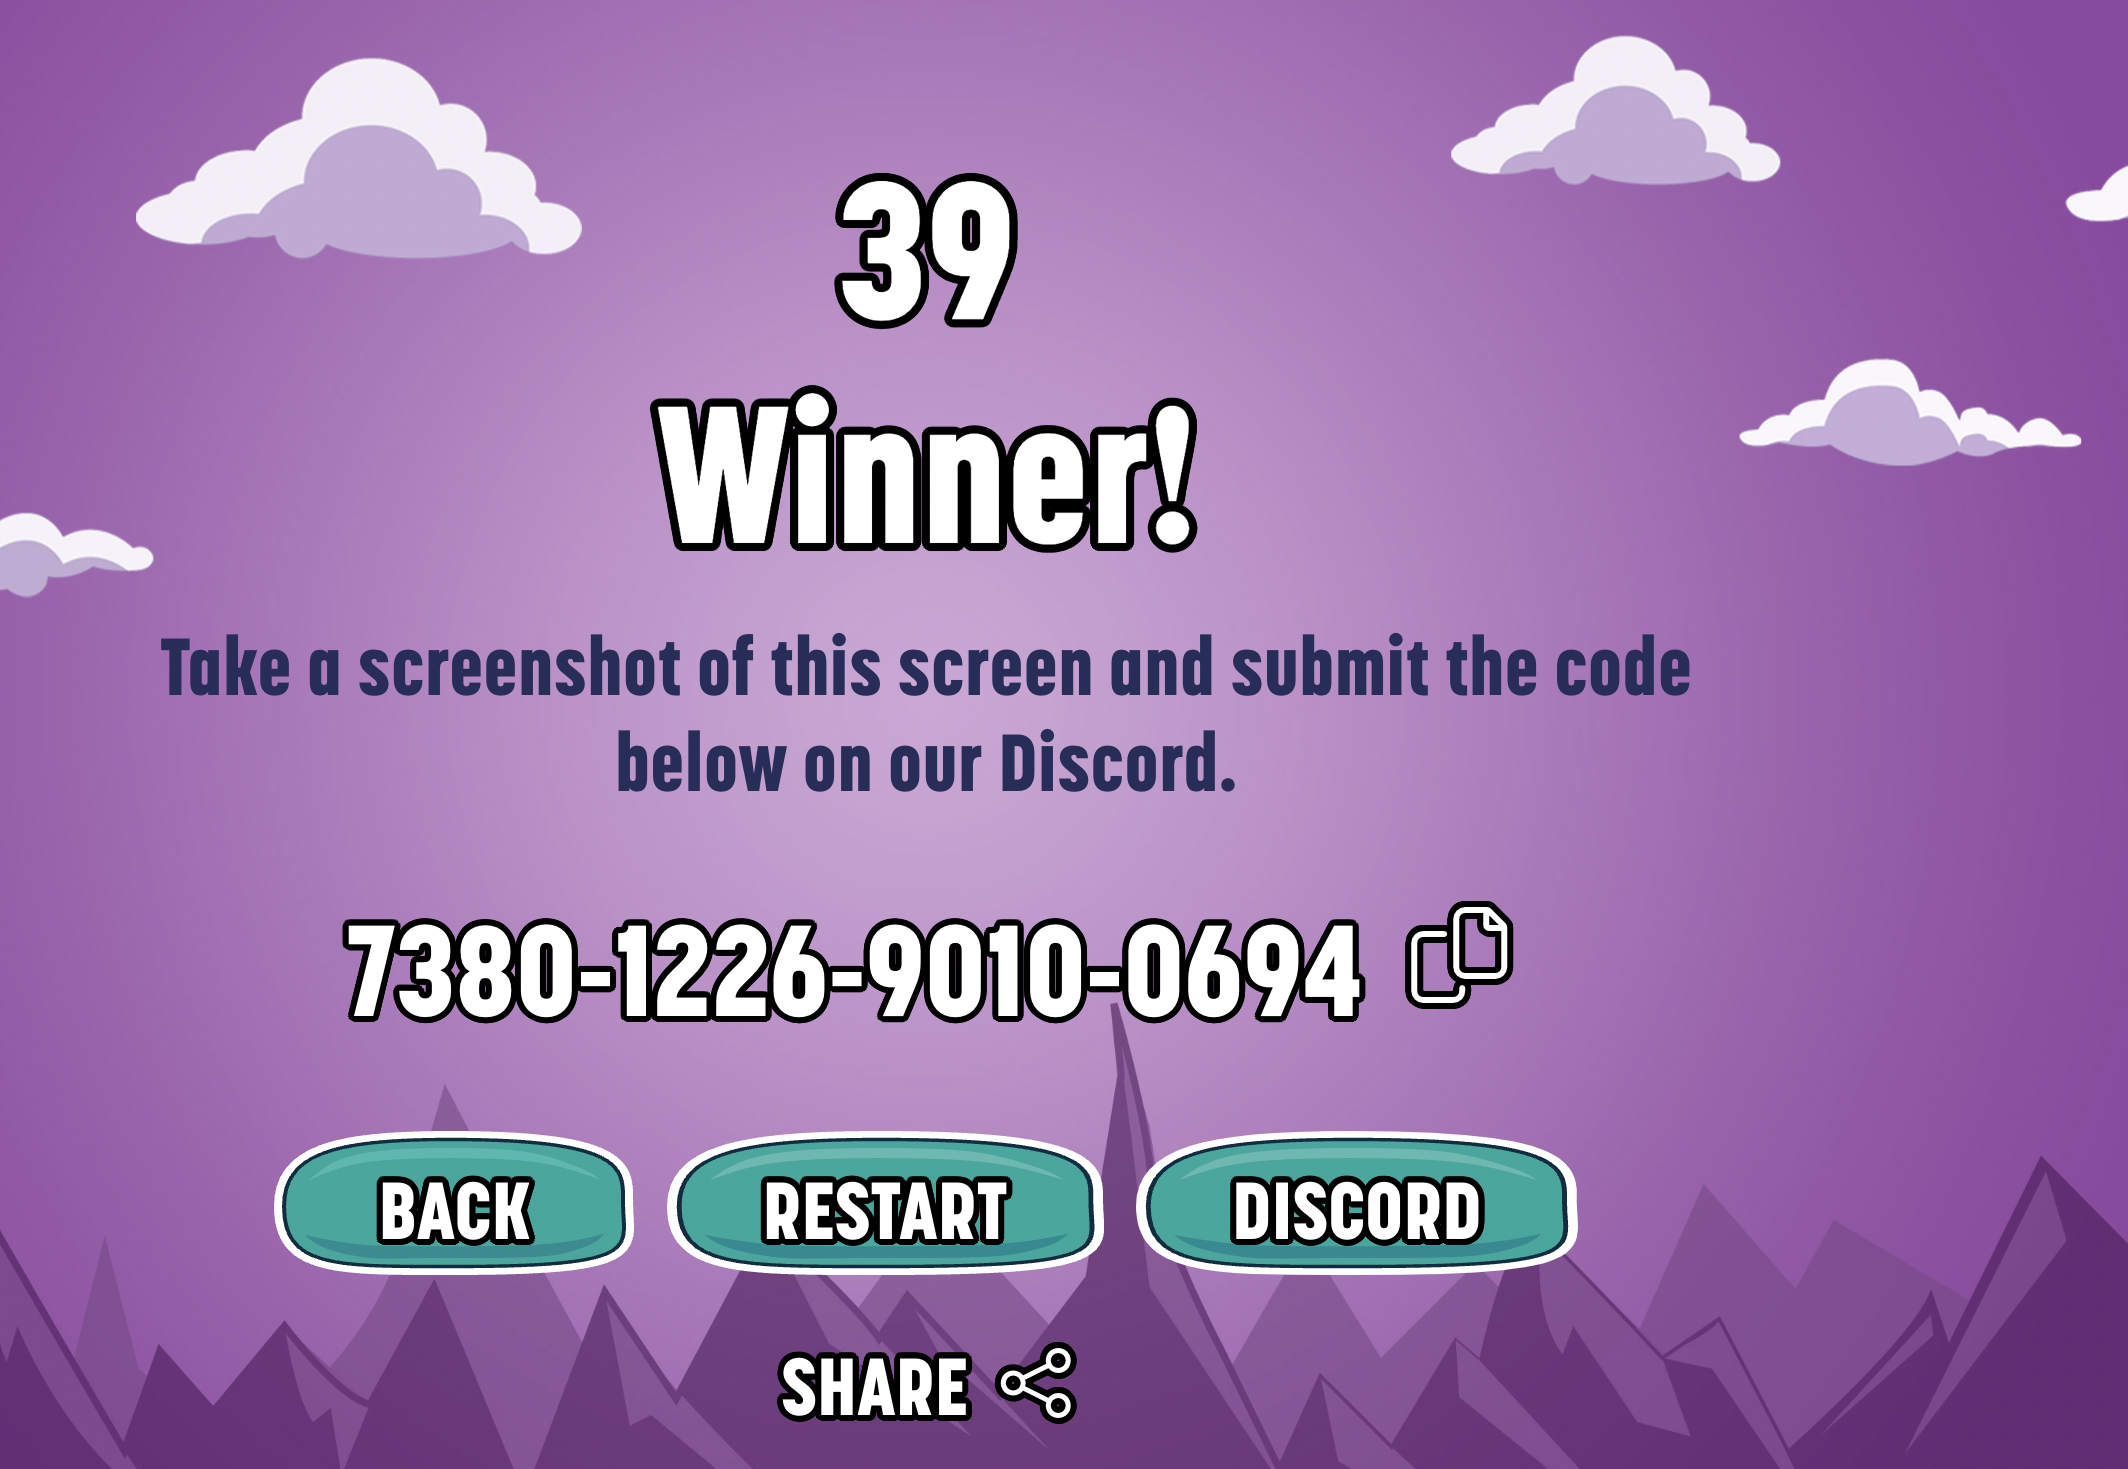 39
Winner!
Take a screenshot of this screen and submit the code
below on our Discord.
7380-1226-9010-0694
BACK RESTART DISCORD
SHARE